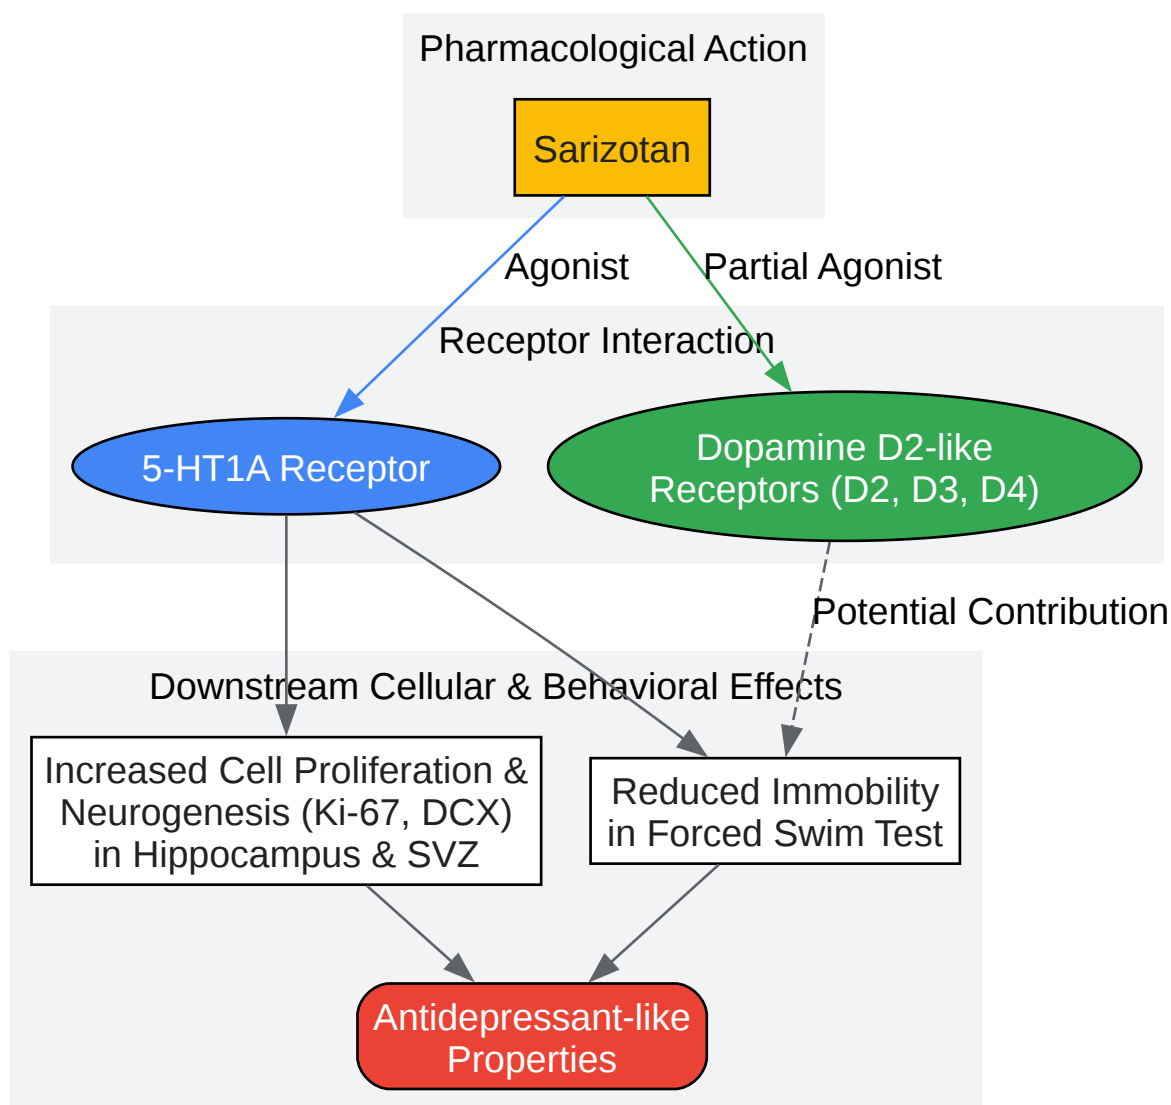 Pharmacological Action
Sarizotan
Agonist
Partial Agonist
Receptor Interaction
5-HT1A Receptor
Dopamine D2-like
Receptors (D2, D3, D4)
Potential Contribution
Downstream Cellular & Behavioral Effects
Increased Cell Proliferation &
Neurogenesis (Ki-67, DCX)
in Hippocampus & SVZ
Reduced Immobility
in Forced Swim Test
Antidepressant-like
Properties